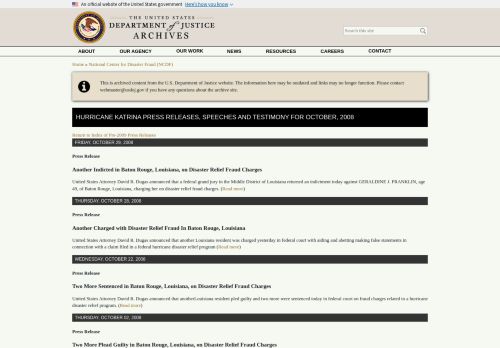 An official website of the United States government Here's how you know
THE UNITED STATES
DEPARTMENT of JUSTICE
ARCHIVES
Search this site
ABOUT OUR AGENCY OUR WORK NEWS RESOURCES CAREERS CONTACT
Home » National Center for Disaster Fraud (NCDF)
This is archived content from the U.S. Department of Justice website. The information here may be outdated and links may no longer function. Please contact
webmaster@usdoj.gov if you have any questions about the archive site.
HURRICANE KATRINA PRESS RELEASES, SPEECHES AND TESTIMONY FOR OCTOBER, 2008
Return to Index of Pre-2009 Press Releases
FRIDAY, OCTOBER 29, 2008
Press Release
Another Indicted in Baton Rouge, Louisiana, on Disaster Relief Fraud Charges
United States Attorney David R. Dugas announced that a federal grand jury in the Middle District of Louisiana returned an indictment today against GERALDINE J. FRANKLIN, age
49, of Baton Rouge, Louisiana, charging her on disaster relief fraud charges. (Read more)
THURSDAY, OCTOBER 28, 2008
Press Release
Another Charged with Disaster Relief Fraud In Baton Rouge, Louisiana
United States Attorney David R. Dugas announced that another Louisiana resident was charged yesterday in federal court with aiding and abetting making false statements in
connection with a claim filed in a federal hurricane disaster relief program (Read more)
WEDNESDAY, OCTOBER 22, 2008
Press Release
Two More Sentenced in Baton Rouge, Louisiana, on Disaster Relief Fraud Charges
United States Attorney David R. Dugas announced that another Louisiana resident pled guilty and two more were sentenced today in federal court on fraud charges related to a hurricane
disaster relief program. (Read more)
THURSDAY, OCTOBER 02, 2008
Press Release
Two More Plead Guilty in Baton Rouge, Louisiana, on Disaster Relief Fraud Charges